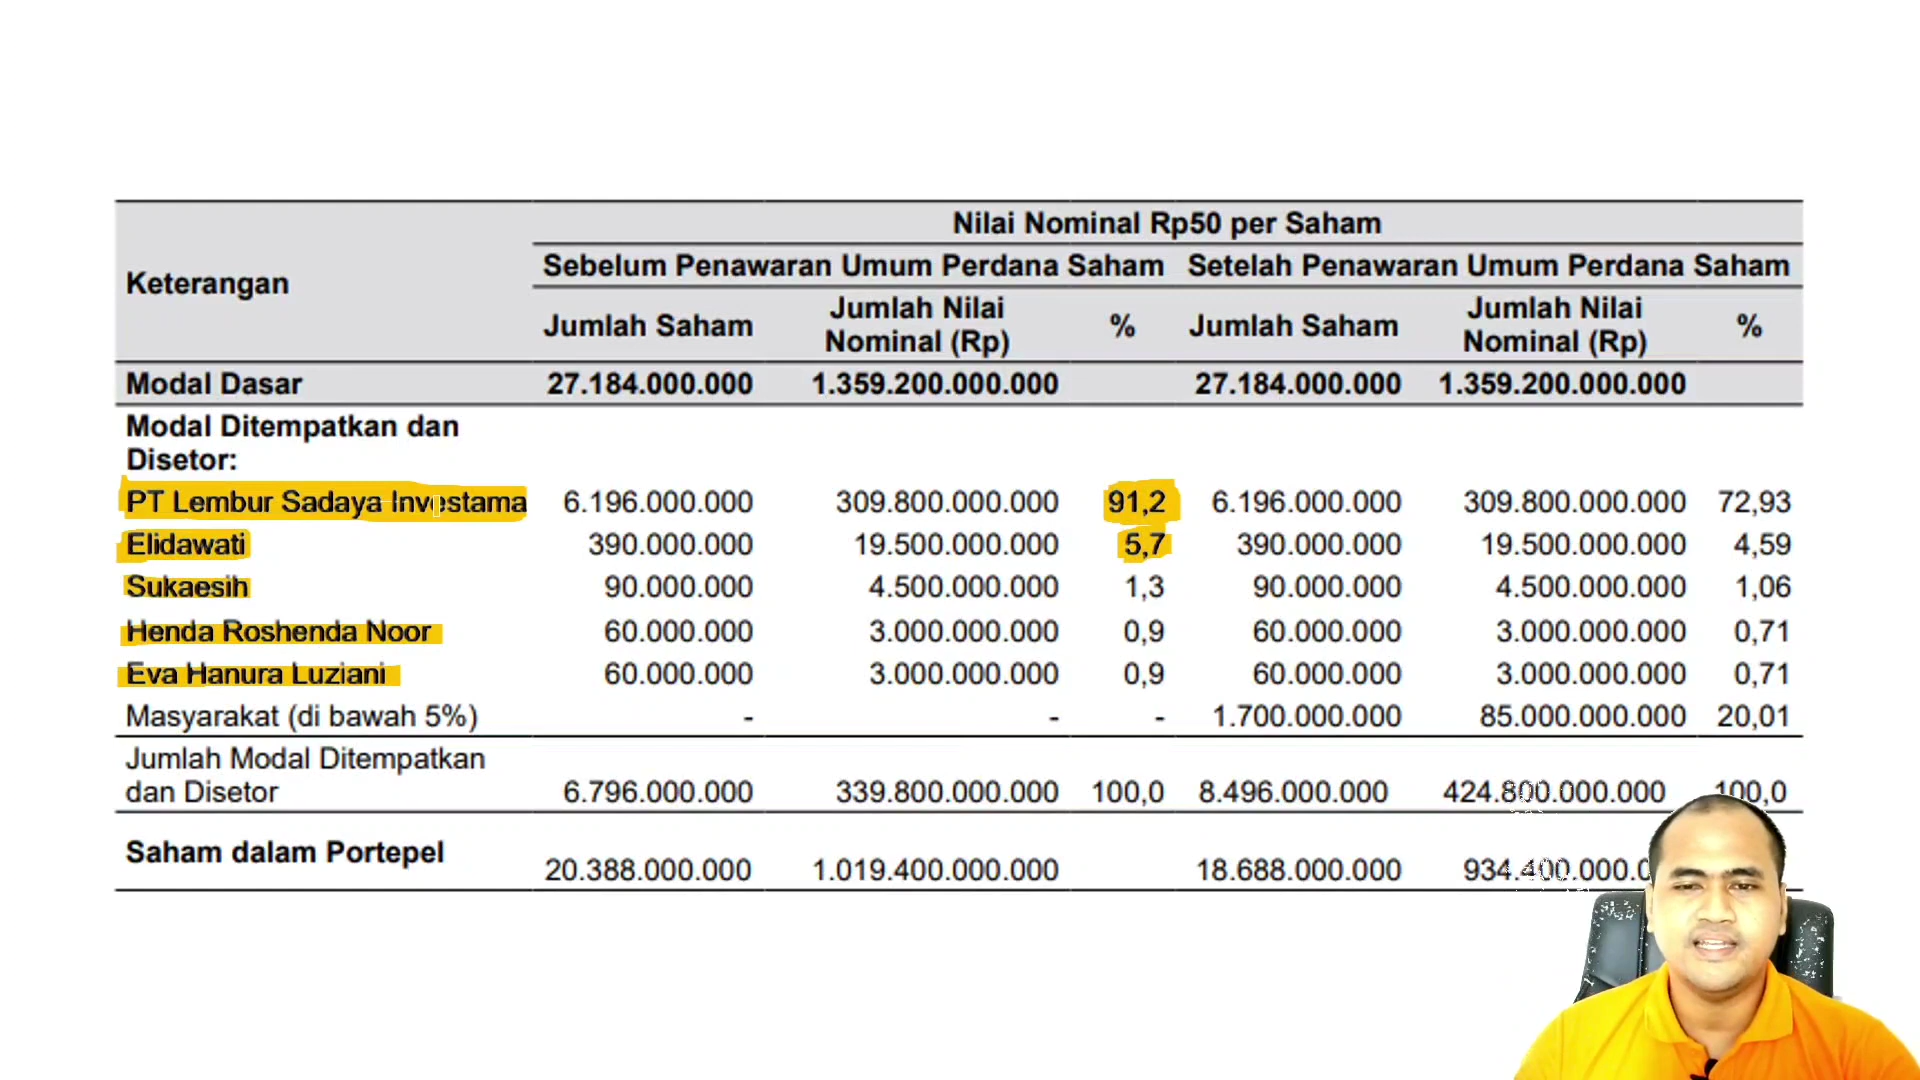 Nilai Nominal Rp50 per Saham
Keterangan
Sebelum Penawaran Umum Perdana Saham Setelah Penawaran Umum Perdana Saham
Jumlah Saham Jumlah Nilai Nominal (Rp) % Jumlah Saham Jumlah Nilai Nominal (Rp) %
Modal Dasar 27.184.000.000 1.359.200.000.000 27.184.000.000 1.359.200.000.000
Modal Ditempatkan dan
Disetor:
PT Lembur Sadaya Investama 6.196.000.000 309.800.000.000 91,2 6.196.000.000 309.800.000.000 72,93
Elidawati 390.000.000 19.500.000.000 5,7 390.000.000 19.500.000.000 4,59
Sukaesih 90.000.000 4.500.000.000 1,3 90.000.000 4.500.000.000 1,06
Henda Roshenda Noor 60.000.000 3.000.000.000 0,9 60.000.000 3.000.000.000 0,71
Eva Hanura Luziani 60.000.000 3.000.000.000 0,9 60.000.000 3.000.000.000 0,71
Masyarakat (di bawah 5%) - - - 1.700.000.000 85.000.000.000 20,01
Jumlah Modal Ditempatkan
dan Disetor 6.796.000.000 339.800.000.000 100,0 8.496.000.000 424.800.000.000 100,0
Saham dalam Portepel 20.388.000.000 1.019.400.000.000 18.688.000.000